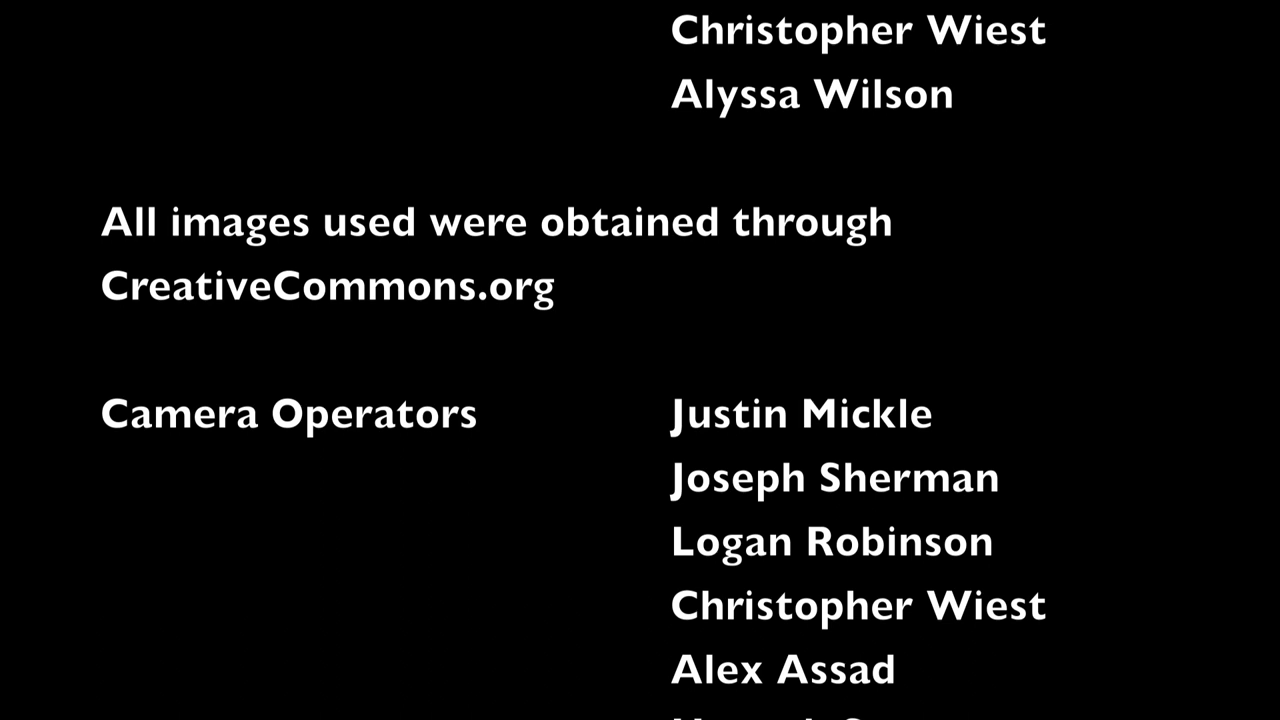 Christopher Wiest
Alyssa Wilson
All images used were obtained through
CreativeCommons.org
Camera Operators Justin Mickle
Joseph Sherman
Logan Robinson
Christopher Wiest
Alex Assad